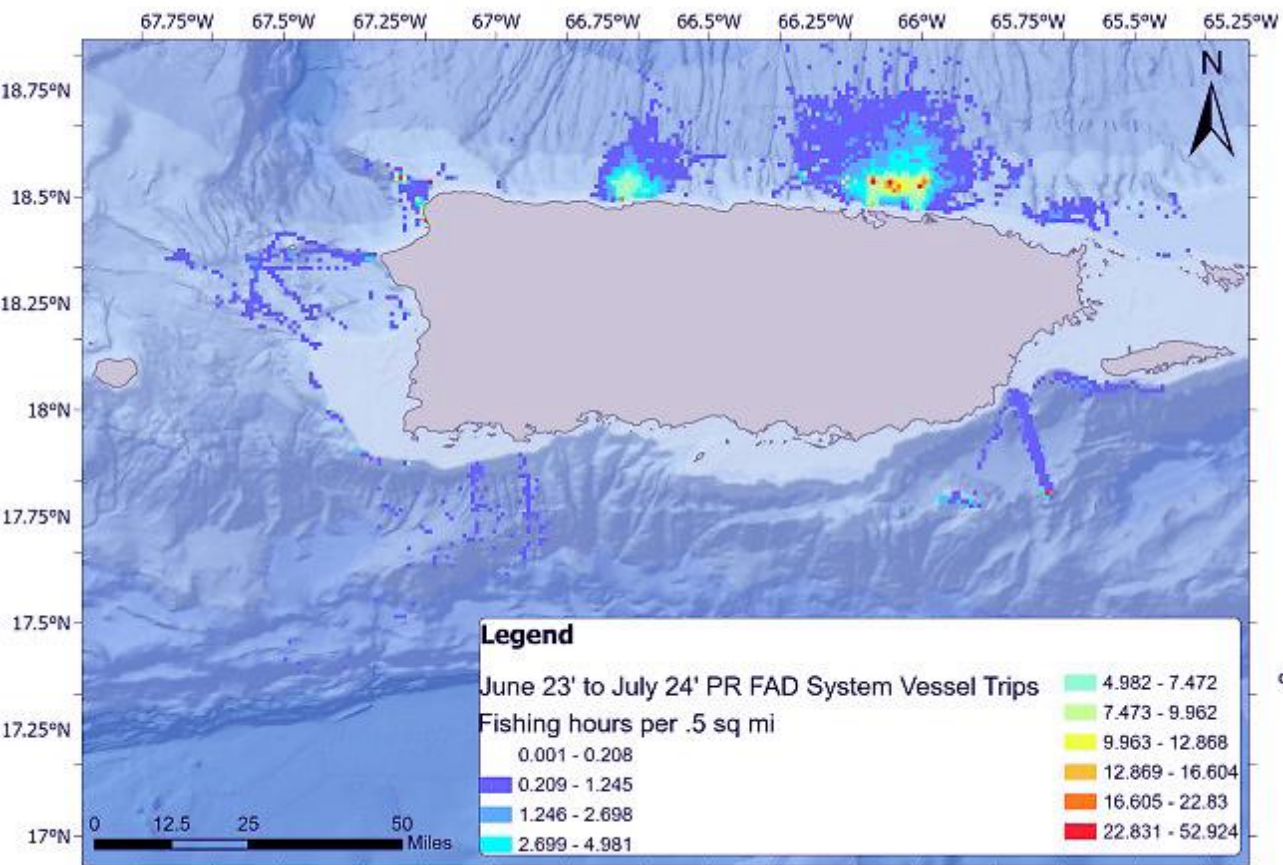 67.75°W 67.5°W 67.25°W 67°W 66.75°W 66.5°W 66.25°W 66°W 65.75°W 65.5°W 65.25°W
N
18.75°N
18.5°N
18.25°N
18°N
17.75°N
17.5°N
17.25°N
17°N
Legend
June 23' to July 24' PR FAD System Vessel Trips
Fishing hours per .5 sq mi
0.001 - 0.208
0.209 - 1.245
1.246 - 2.698
2.699 - 4.981
4.982 - 7.472
7.473 - 9.962
9.963 - 12.868
12.869 - 16.604
16.605 - 22.83
22.831 - 52.924
0 12.5 25 50
Miles